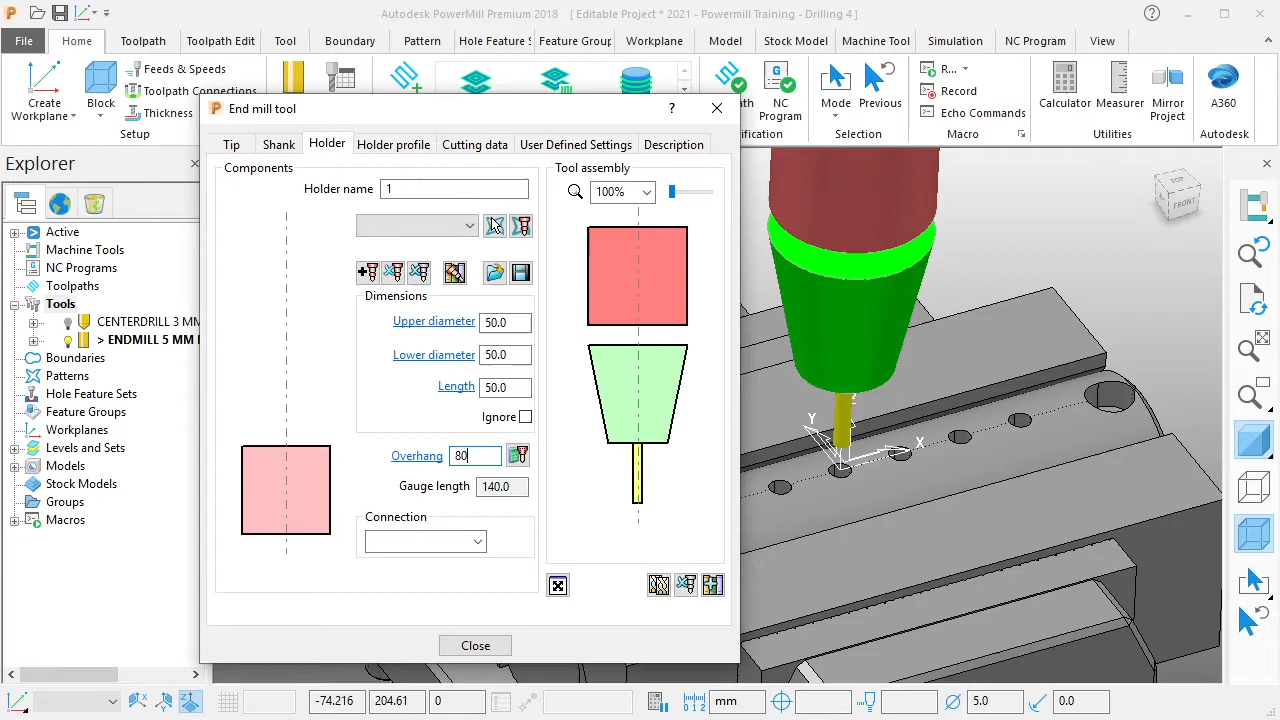 Autodesk PowerMill Premium 2018 [ Editable Project * 2021 - Powermill Training - Drilling 4 ]
File Home Toolpath Toolpath Edit Tool Boundary Pattern Hole Feature S Feature Group Workplane Model Stock Model Machine Tool Simulation NC Program View
Create Workplane
Block
Feeds & Speeds
Toolpath Connections
Thickness
Setup
NC Program
Mode
Previous
Selection
R...
Record
Echo Commands
Macro
Calculator
Measurer
Mirror Project
Utilities
A360
Autodesk
Explorer
Active
Machine Tools
NC Programs
Toolpaths
Tools
CENTERDRILL 3 MM
> ENDMILL 5 MM
Boundaries
Patterns
Hole Feature Sets
Feature Groups
Workplanes
Levels and Sets
Models
Stock Models
Groups
Macros
End mill tool
Tip Shank Holder Holder profile Cutting data User Defined Settings Description
Components
Holder name 1
Dimensions
Upper diameter 50.0
Lower diameter 50.0
Length 50.0
Ignore
Overhang 80
Gauge length 140.0
Connection
Tool assembly
100%
Close
FRONT
Y
Z
X
-74.216 204.61 0 mm 5.0 0.0